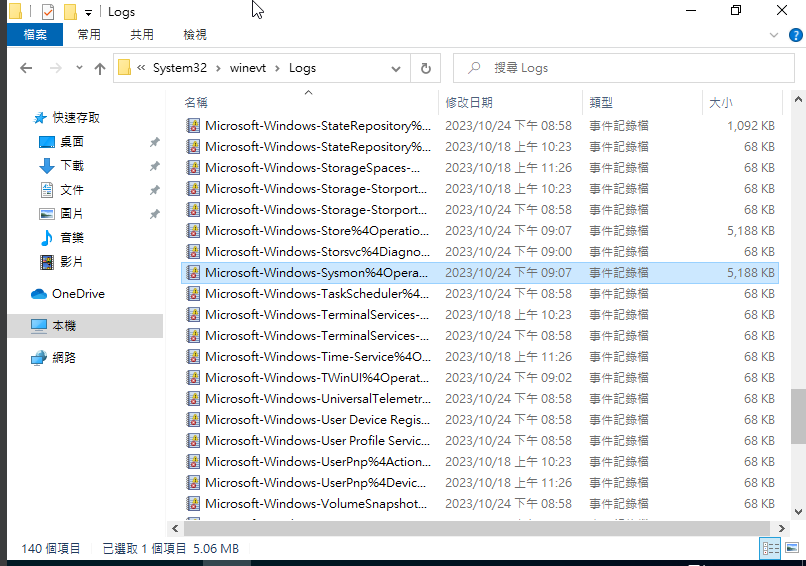 Logs
檔案 常用 共用 檢視
« System32 › winevt › Logs 搜尋 Logs
名稱 修改日期 類型 大小
快速存取
桌面
下載
文件
圖片
音樂
影片
OneDrive
本機
網路
Microsoft-Windows-StateRepository%... 2023/10/24 下午 08:58 事件記錄檔 1,092 KB
Microsoft-Windows-StateRepository%... 2023/10/18 上午 10:23 事件記錄檔 68 KB
Microsoft-Windows-StorageSpaces-... 2023/10/18 上午 11:26 事件記錄檔 68 KB
Microsoft-Windows-Storage-Storport... 2023/10/18 上午 10:23 事件記錄檔 68 KB
Microsoft-Windows-Storage-Storport... 2023/10/24 下午 08:58 事件記錄檔 68 KB
Microsoft-Windows-Store%4Operatio... 2023/10/24 下午 09:07 事件記錄檔 5,188 KB
Microsoft-Windows-Storsvc%4Diagno... 2023/10/24 下午 09:00 事件記錄檔 68 KB
Microsoft-Windows-Sysmon%4Opera... 2023/10/24 下午 09:07 事件記錄檔 5,188 KB
Microsoft-Windows-TaskScheduler%4... 2023/10/24 下午 08:58 事件記錄檔 68 KB
Microsoft-Windows-TerminalServices-... 2023/10/18 上午 10:23 事件記錄檔 68 KB
Microsoft-Windows-TerminalServices-... 2023/10/24 下午 08:58 事件記錄檔 68 KB
Microsoft-Windows-Time-Service%4O... 2023/10/18 上午 11:26 事件記錄檔 68 KB
Microsoft-Windows-TWinUI%4Operat... 2023/10/24 下午 09:02 事件記錄檔 68 KB
Microsoft-Windows-UniversalTelemetr... 2023/10/24 下午 08:58 事件記錄檔 68 KB
Microsoft-Windows-User Device Regis... 2023/10/24 下午 08:58 事件記錄檔 68 KB
Microsoft-Windows-User Profile Servic... 2023/10/24 下午 08:58 事件記錄檔 68 KB
Microsoft-Windows-UserPnp%4Action... 2023/10/18 上午 10:23 事件記錄檔 68 KB
Microsoft-Windows-UserPnp%4Devic... 2023/10/18 上午 11:26 事件記錄檔 68 KB
Microsoft-Windows-VolumeSnapshot... 2023/10/24 下午 08:58 事件記錄檔 68 KB
140 個項目 已選取 1 個項目 5.06 MB